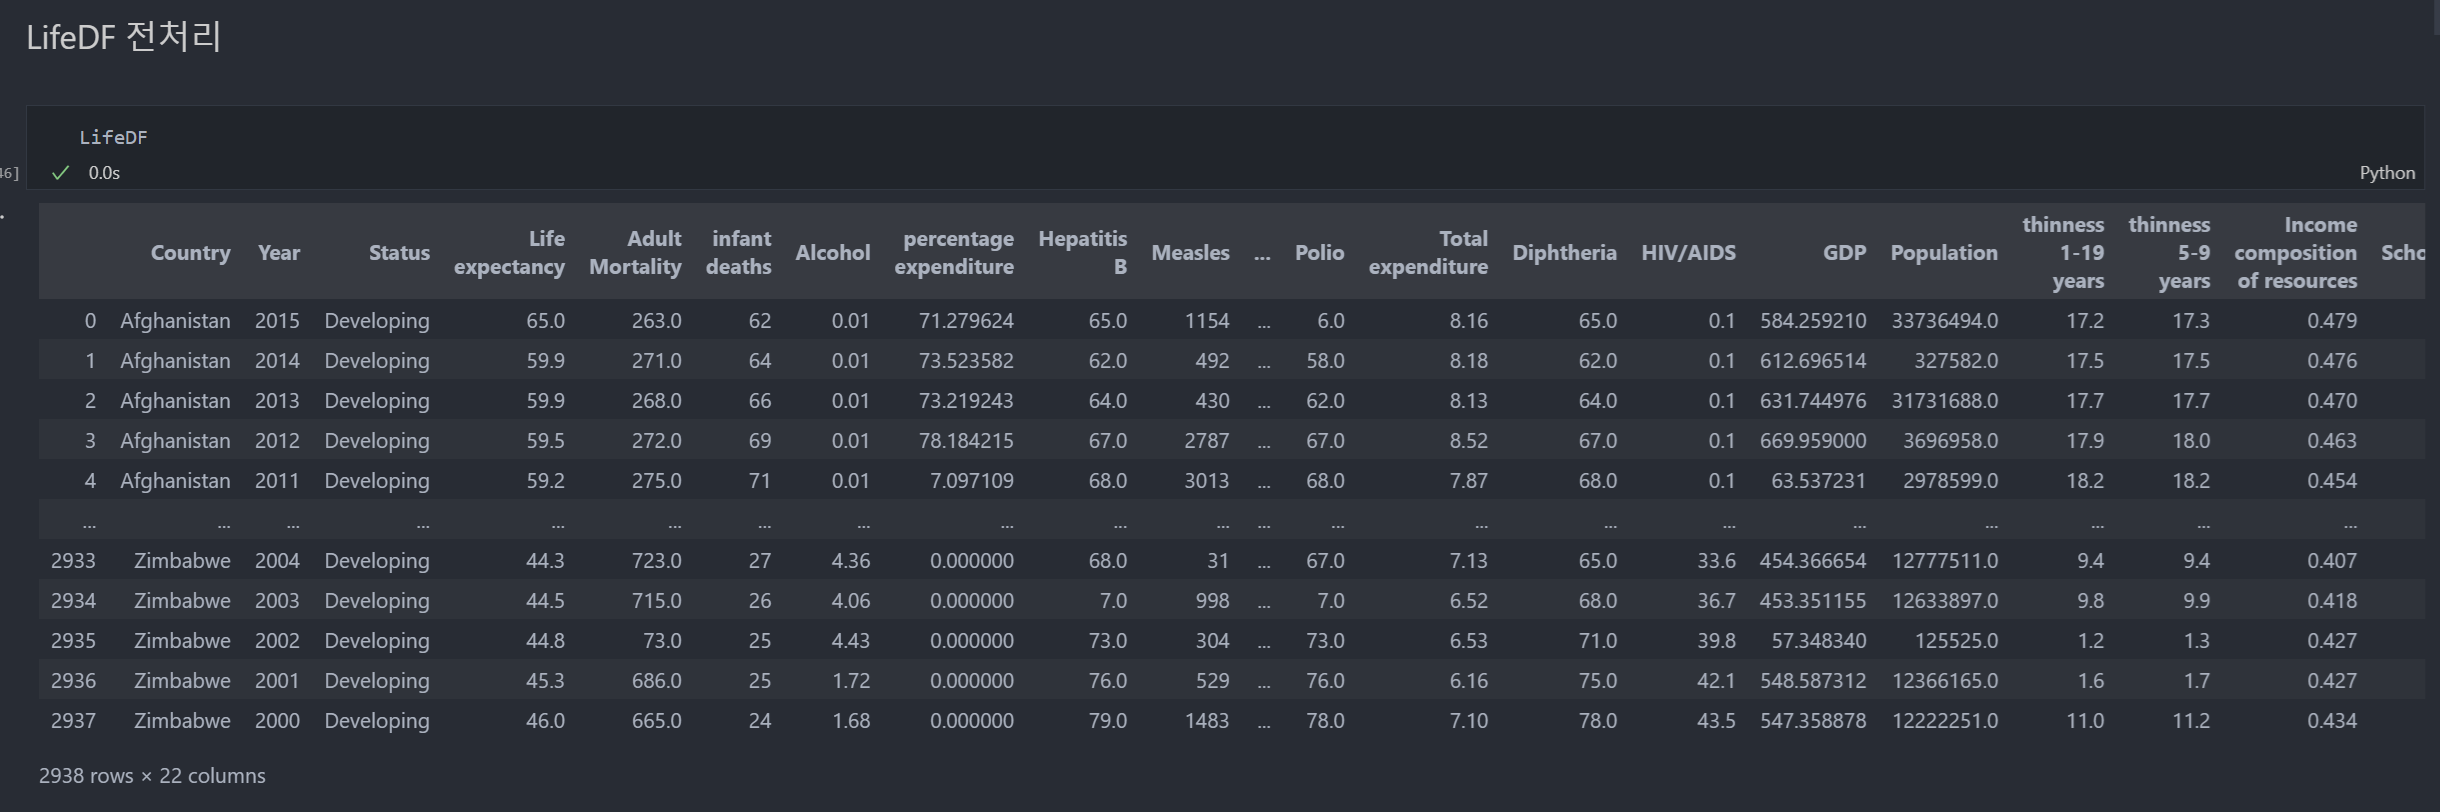 LifeDF 전처리
LifeDF
46] 0.0s Python
Country Year Status Life expectancy Adult Mortality infant deaths Alcohol percentage expenditure Hepatitis B Measles ... Polio Total expenditure Diphtheria HIV/AIDS GDP Population thinness 1-19 years thinness 5-9 years Income composition of resources Scho
0 Afghanistan 2015 Developing 65.0 263.0 62 0.01 71.279624 65.0 1154 ... 6.0 8.16 65.0 0.1 584.259210 33736494.0 17.2 17.3 0.479
1 Afghanistan 2014 Developing 59.9 271.0 64 0.01 73.523582 62.0 492 ... 58.0 8.18 62.0 0.1 612.696514 327582.0 17.5 17.5 0.476
2 Afghanistan 2013 Developing 59.9 268.0 66 0.01 73.219243 64.0 430 ... 62.0 8.13 64.0 0.1 631.744976 31731688.0 17.7 17.7 0.470
3 Afghanistan 2012 Developing 59.5 272.0 69 0.01 78.184215 67.0 2787 ... 67.0 8.52 67.0 0.1 669.959000 3696958.0 17.9 18.0 0.463
4 Afghanistan 2011 Developing 59.2 275.0 71 0.01 7.097109 68.0 3013 ... 68.0 7.87 68.0 0.1 63.537231 2978599.0 18.2 18.2 0.454
... ... ... ... ... ... ... ... ... ... ... ... ... ... ... ... ... ... ... ... ...
2933 Zimbabwe 2004 Developing 44.3 723.0 27 4.36 0.000000 68.0 31 ... 67.0 7.13 65.0 33.6 454.366654 12777511.0 9.4 9.4 0.407
2934 Zimbabwe 2003 Developing 44.5 715.0 26 4.06 0.000000 7.0 998 ... 7.0 6.52 68.0 36.7 453.351155 12633897.0 9.8 9.9 0.418
2935 Zimbabwe 2002 Developing 44.8 73.0 25 4.43 0.000000 73.0 304 ... 73.0 6.53 71.0 39.8 57.348340 125525.0 1.2 1.3 0.427
2936 Zimbabwe 2001 Developing 45.3 686.0 25 1.72 0.000000 76.0 529 ... 76.0 6.16 75.0 42.1 548.587312 12366165.0 1.6 1.7 0.427
2937 Zimbabwe 2000 Developing 46.0 665.0 24 1.68 0.000000 79.0 1483 ... 78.0 7.10 78.0 43.5 547.358878 12222251.0 11.0 11.2 0.434
2938 rows × 22 columns